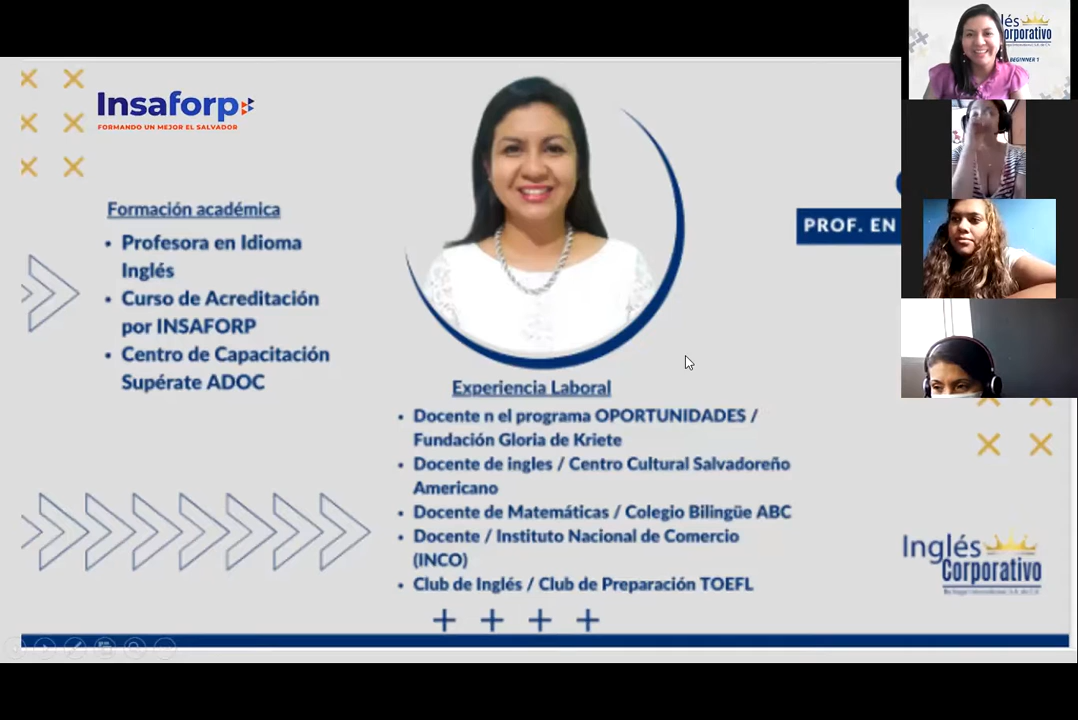 Insaforp
FORMANDO UN MEJOR EL SALVADOR
Formación académica
• Profesora en Idioma
Inglés
• Curso de Acreditación
por INSAFORP
• Centro de Capacitación
Supérate ADOC
PROF. EN
Experiencia Laboral
• Docente n el programa OPORTUNIDADES /
Fundación Gloria de Kriete
• Docente de ingles / Centro Cultural Salvadoreño
Americano
• Docente de Matemáticas / Colegio Bilingüe ABC
• Docente / Instituto Nacional de Comercio
(INCO)
• Club de Inglés / Club de Preparación TOEFL
Inglés
Corporativo
lés
orporativo
BEGINNER 1